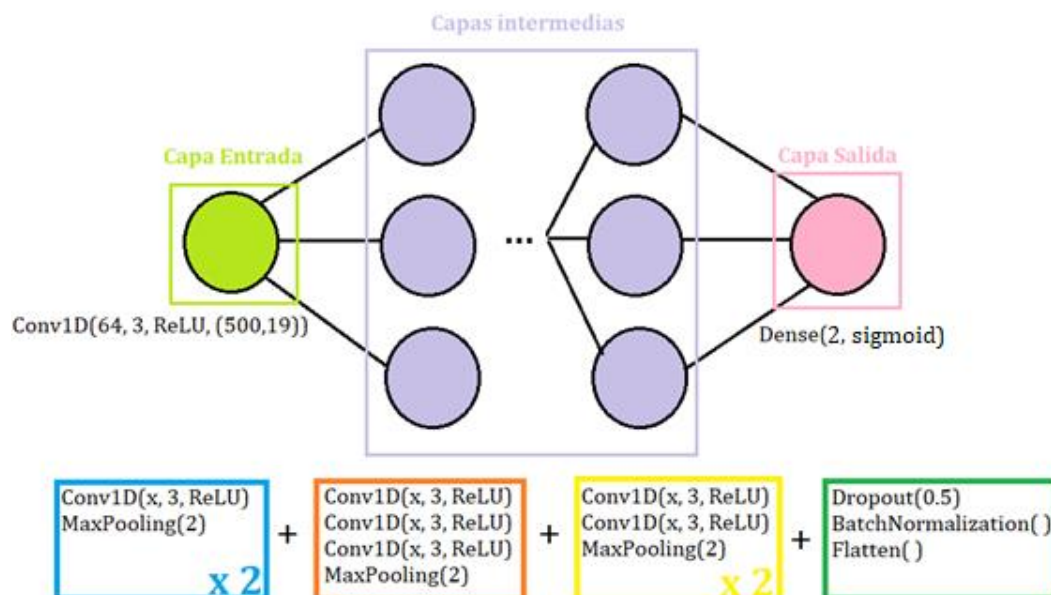 Capas intermedias
Capa Entrada
Capa Salida
...
Conv1D(64, 3, ReLU, (500,19))
Dense(2, sigmoid)
Conv1D(x, 3, ReLU)
MaxPooling(2)
x 2
+
Conv1D(x, 3, ReLU)
Conv1D(x, 3, ReLU)
Conv1D(x, 3, ReLU)
MaxPooling(2)
+
Conv1D(x, 3, ReLU)
Conv1D(x, 3, ReLU)
MaxPooling(2)
x 2
+
Dropout(0.5)
BatchNormalization( )
Flatten( )